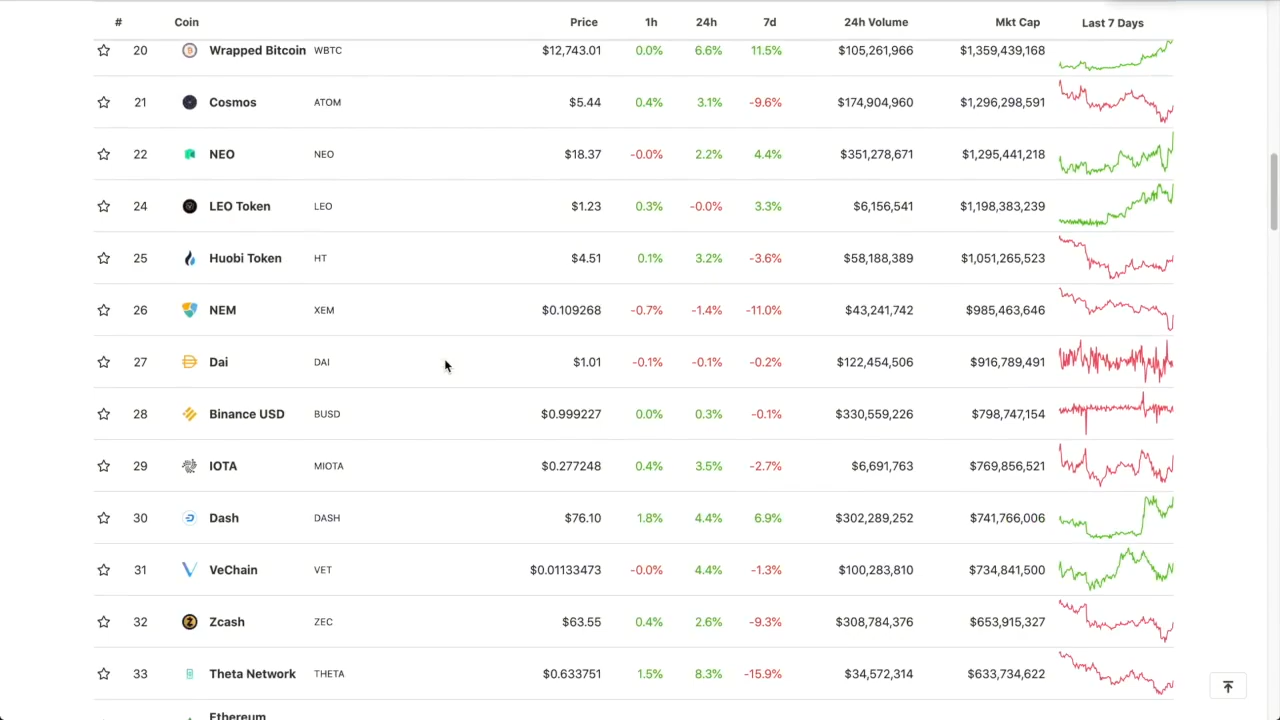 # Coin Price 1h 24h 7d 24h Volume Mkt Cap Last 7 Days
20 Wrapped Bitcoin WBTC $12,743.01 0.0% 6.6% 11.5% $105,261,966 $1,359,439,168
21 Cosmos ATOM $5.44 0.4% 3.1% -9.6% $174,904,960 $1,296,298,591
22 NEO NEO $18.37 -0.0% 2.2% 4.4% $351,278,671 $1,295,441,218
24 LEO Token LEO $1.23 0.3% -0.0% 3.3% $6,156,541 $1,198,383,239
25 Huobi Token HT $4.51 0.1% 3.2% -3.6% $58,188,389 $1,051,265,523
26 NEM XEM $0.109268 -0.7% -1.4% -11.0% $43,241,742 $985,463,646
27 Dai DAI $1.01 -0.1% -0.1% -0.2% $122,454,506 $916,789,491
28 Binance USD BUSD $0.999227 0.0% 0.3% -0.1% $330,559,226 $798,747,154
29 IOTA MIOTA $0.277248 0.4% 3.5% -2.7% $6,691,763 $769,856,521
30 Dash DASH $76.10 1.8% 4.4% 6.9% $302,289,252 $741,766,006
31 VeChain VET $0.01133473 -0.0% 4.4% -1.3% $100,283,810 $734,841,500
32 Zcash ZEC $63.55 0.4% 2.6% -9.3% $308,784,376 $653,915,327
33 Theta Network THETA $0.633751 1.5% 8.3% -15.9% $34,572,314 $633,734,622
Ethereum